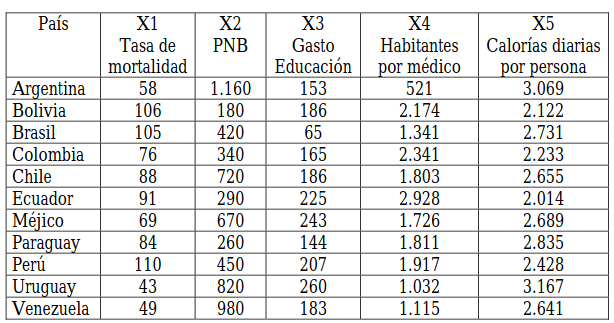 País X1 X2 X3 X4 X5
Tasa de PNB Gasto Habitantes Calorías diarias
mortalidad Educación por médico por persona
Argentina 58 1.160 153 521 3.069
Bolivia 106 180 186 2.174 2.122
Brasil 105 420 65 1.341 2.731
Colombia 76 340 165 2.341 2.233
Chile 88 720 186 1.803 2.655
Ecuador 91 290 225 2.928 2.014
Méjico 69 670 243 1.726 2.689
Paraguay 84 260 144 1.811 2.835
Perú 110 450 207 1.917 2.428
Uruguay 43 820 260 1.032 3.167
Venezuela 49 980 183 1.115 2.641